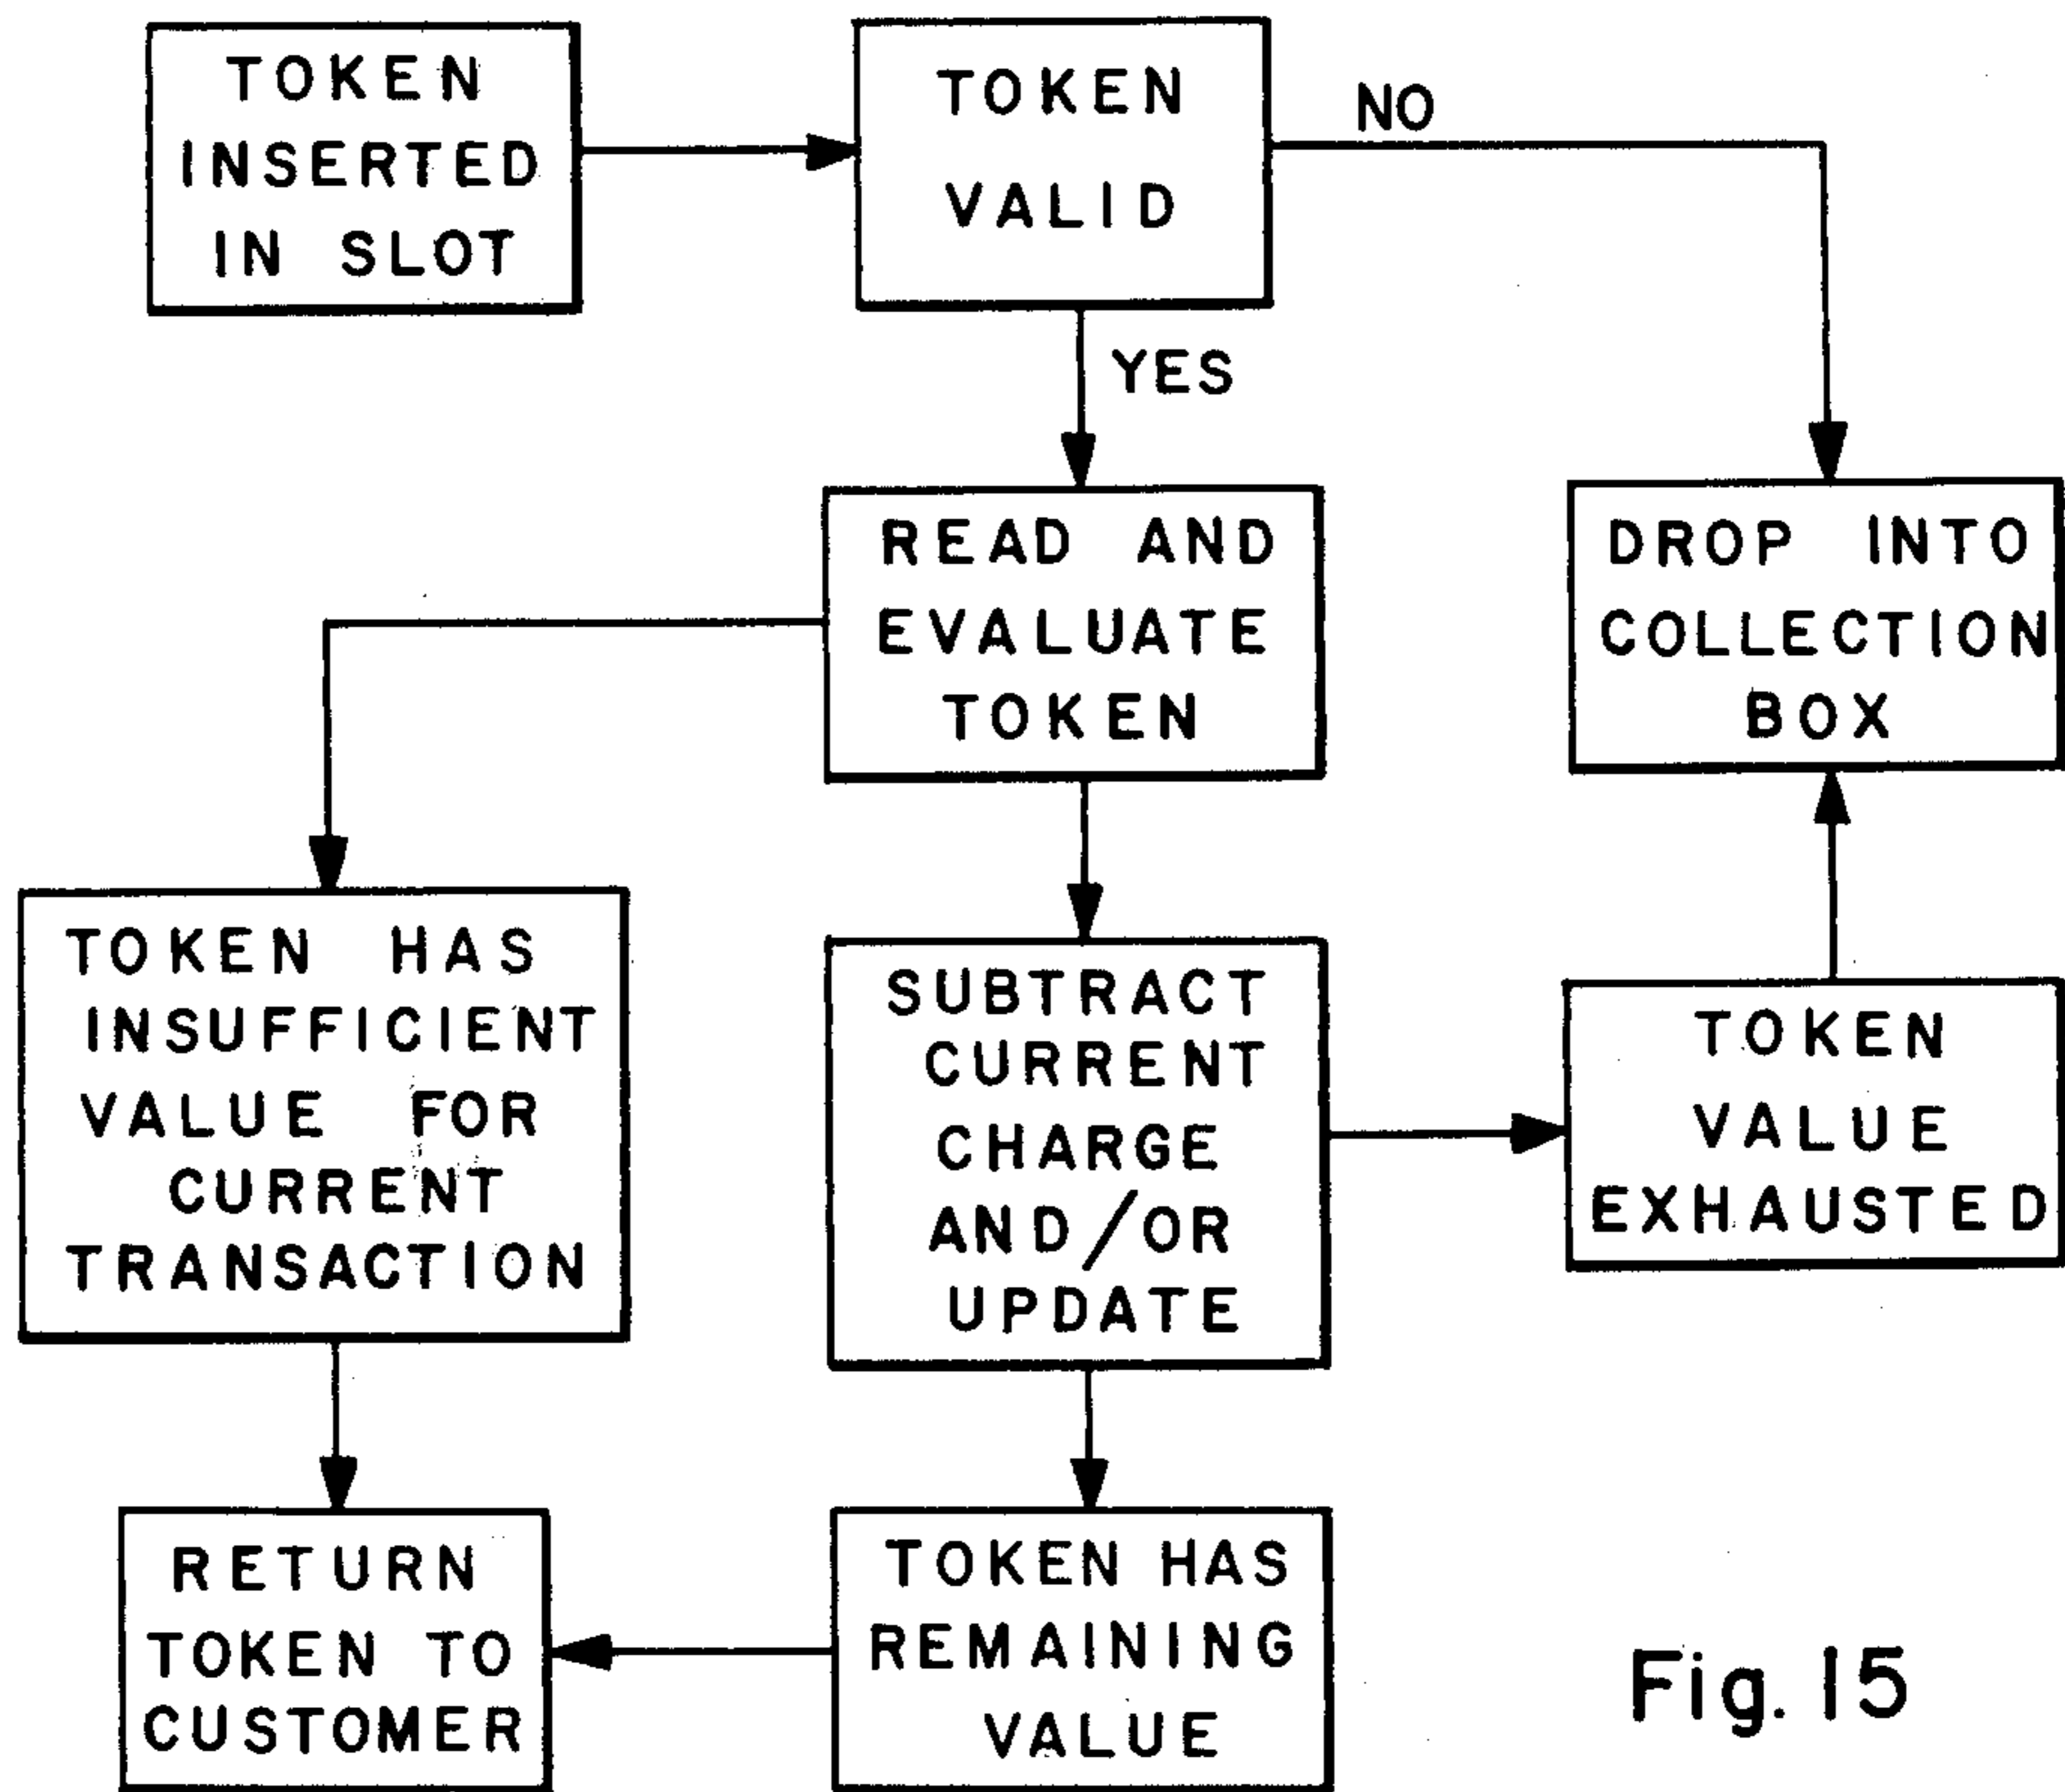 TOKEN
INSERTED
IN SLOT
TOKEN
VALID
NO
YES
READ AND
EVALUATE
TOKEN
DROP INTO
COLLECTION
BOX
TOKEN HAS
INSUFFICIENT
VALUE FOR
CURRENT
TRANSACTION
SUBTRACT
CURRENT
CHARGE
AND/OR
UPDATE
TOKEN
VALUE
EXHAUSTED
RETURN
TOKEN TO
CUSTOMER
TOKEN HAS
REMAINING
VALUE
Fig. 15